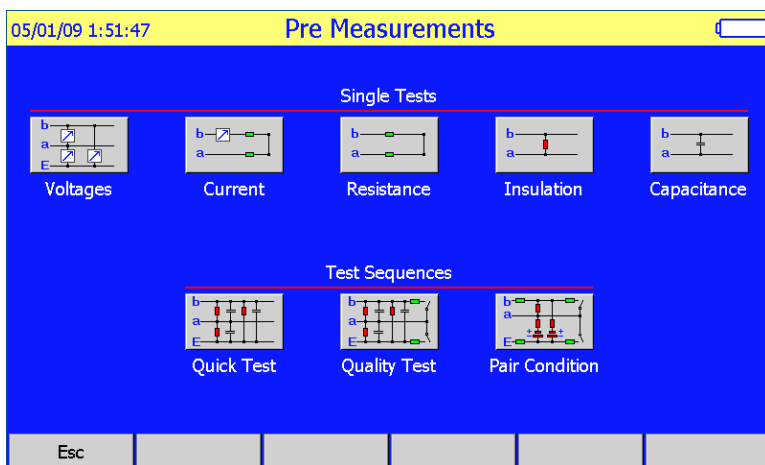 05/01/09 1:51:47 Pre Measurements
Single Tests
b a E
b a
b a
b a
b a
Voltages Current Resistance Insulation Capacitance
Test Sequences
b a E
b a E
b a E
Quick Test Quality Test Pair Condition
Esc